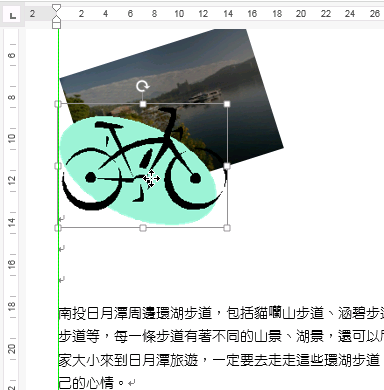 L
2 2 4 6 8 10 12 14 16 18 20 22 24 26
6
8
10
12
14
16
18
20
22
南投日月潭周邊環湖步道，包括貓囒山步道、涵碧步
步道等，每一條步道有著不同的山景、湖景，還可以
家大小來到日月潭旅遊，一定要去走走這些環湖步道
己的心情。